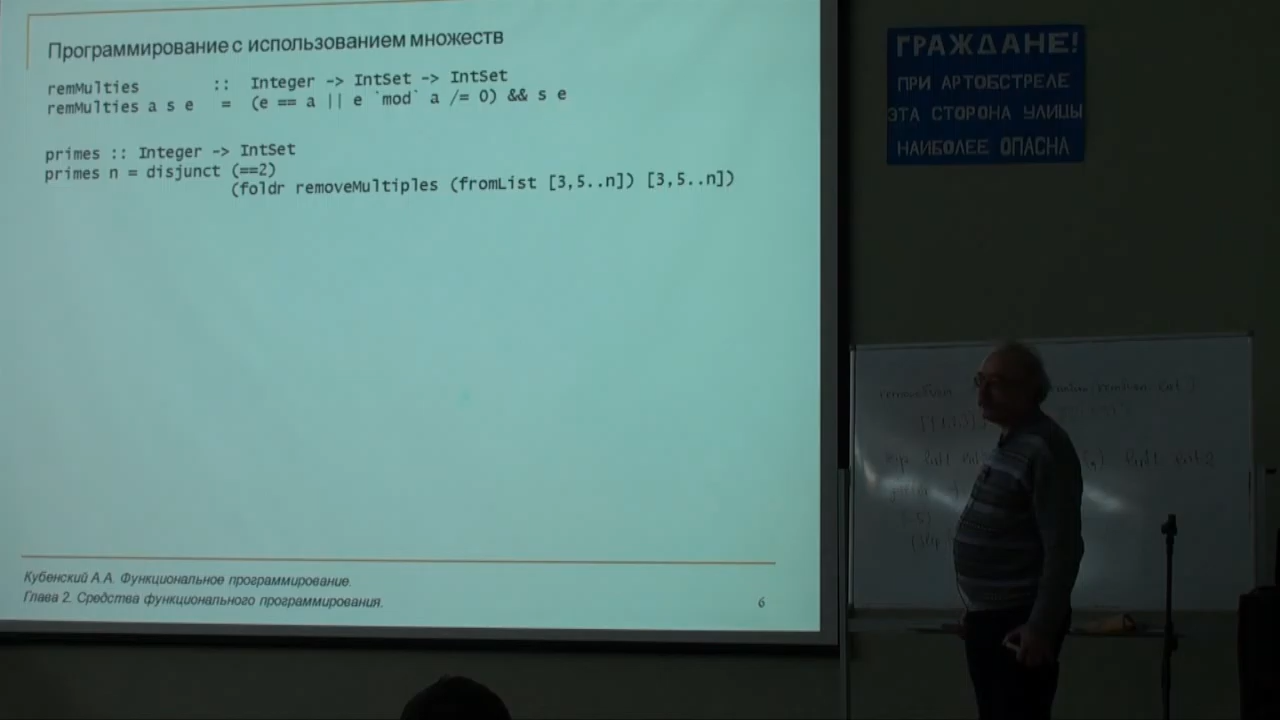 Программирование с использованием множеств
remMulties :: Integer -> IntSet -> IntSet
remMulties a s e = (e == a || e `mod` a /= 0) && s e
primes :: Integer -> IntSet
primes n = disjunct (==2)
(foldr removeMultiples (fromList [3,5..n]) [3,5..n])
Кубенский А.А. Функциональное программирование.
Глава 2. Средства функционального программирования.
6
ГРАЖДАНЕ!
ПРИ АРТОБСТРЕЛЕ
ЭТА СТОРОНА УЛИЦЫ
НАИБОЛЕЕ ОПАСНА